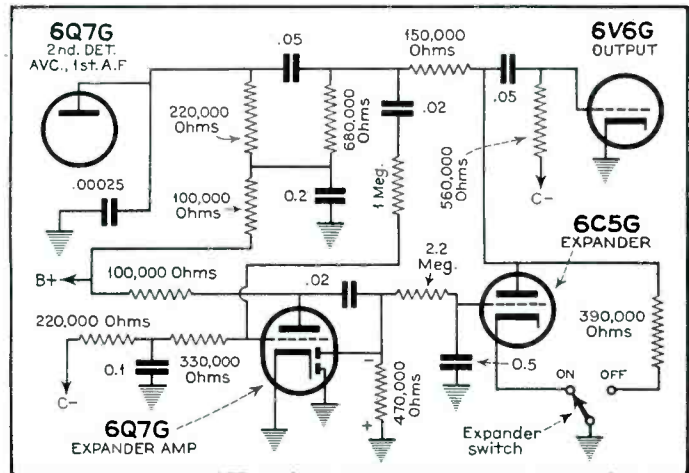 6Q7G
2nd. DET.
AVC., 1st. A.F
.05
150,000
Ohms
6V6G
OUTPUT
220,000
Ohms
680,000
Ohms
.02
.05
.00025
100,000
Ohms
0.2
1 Meg.
560,000
Ohms
C-
6C5G
EXPANDER
B+
100,000 Ohms
.02
2.2
Meg.
220,000
Ohms
0.1
330,000
Ohms
C-
-
+
470,000
Ohms
0.5
390,000
Ohms
ON
OFF
6Q7G
EXPANDER AMP
Expander
switch